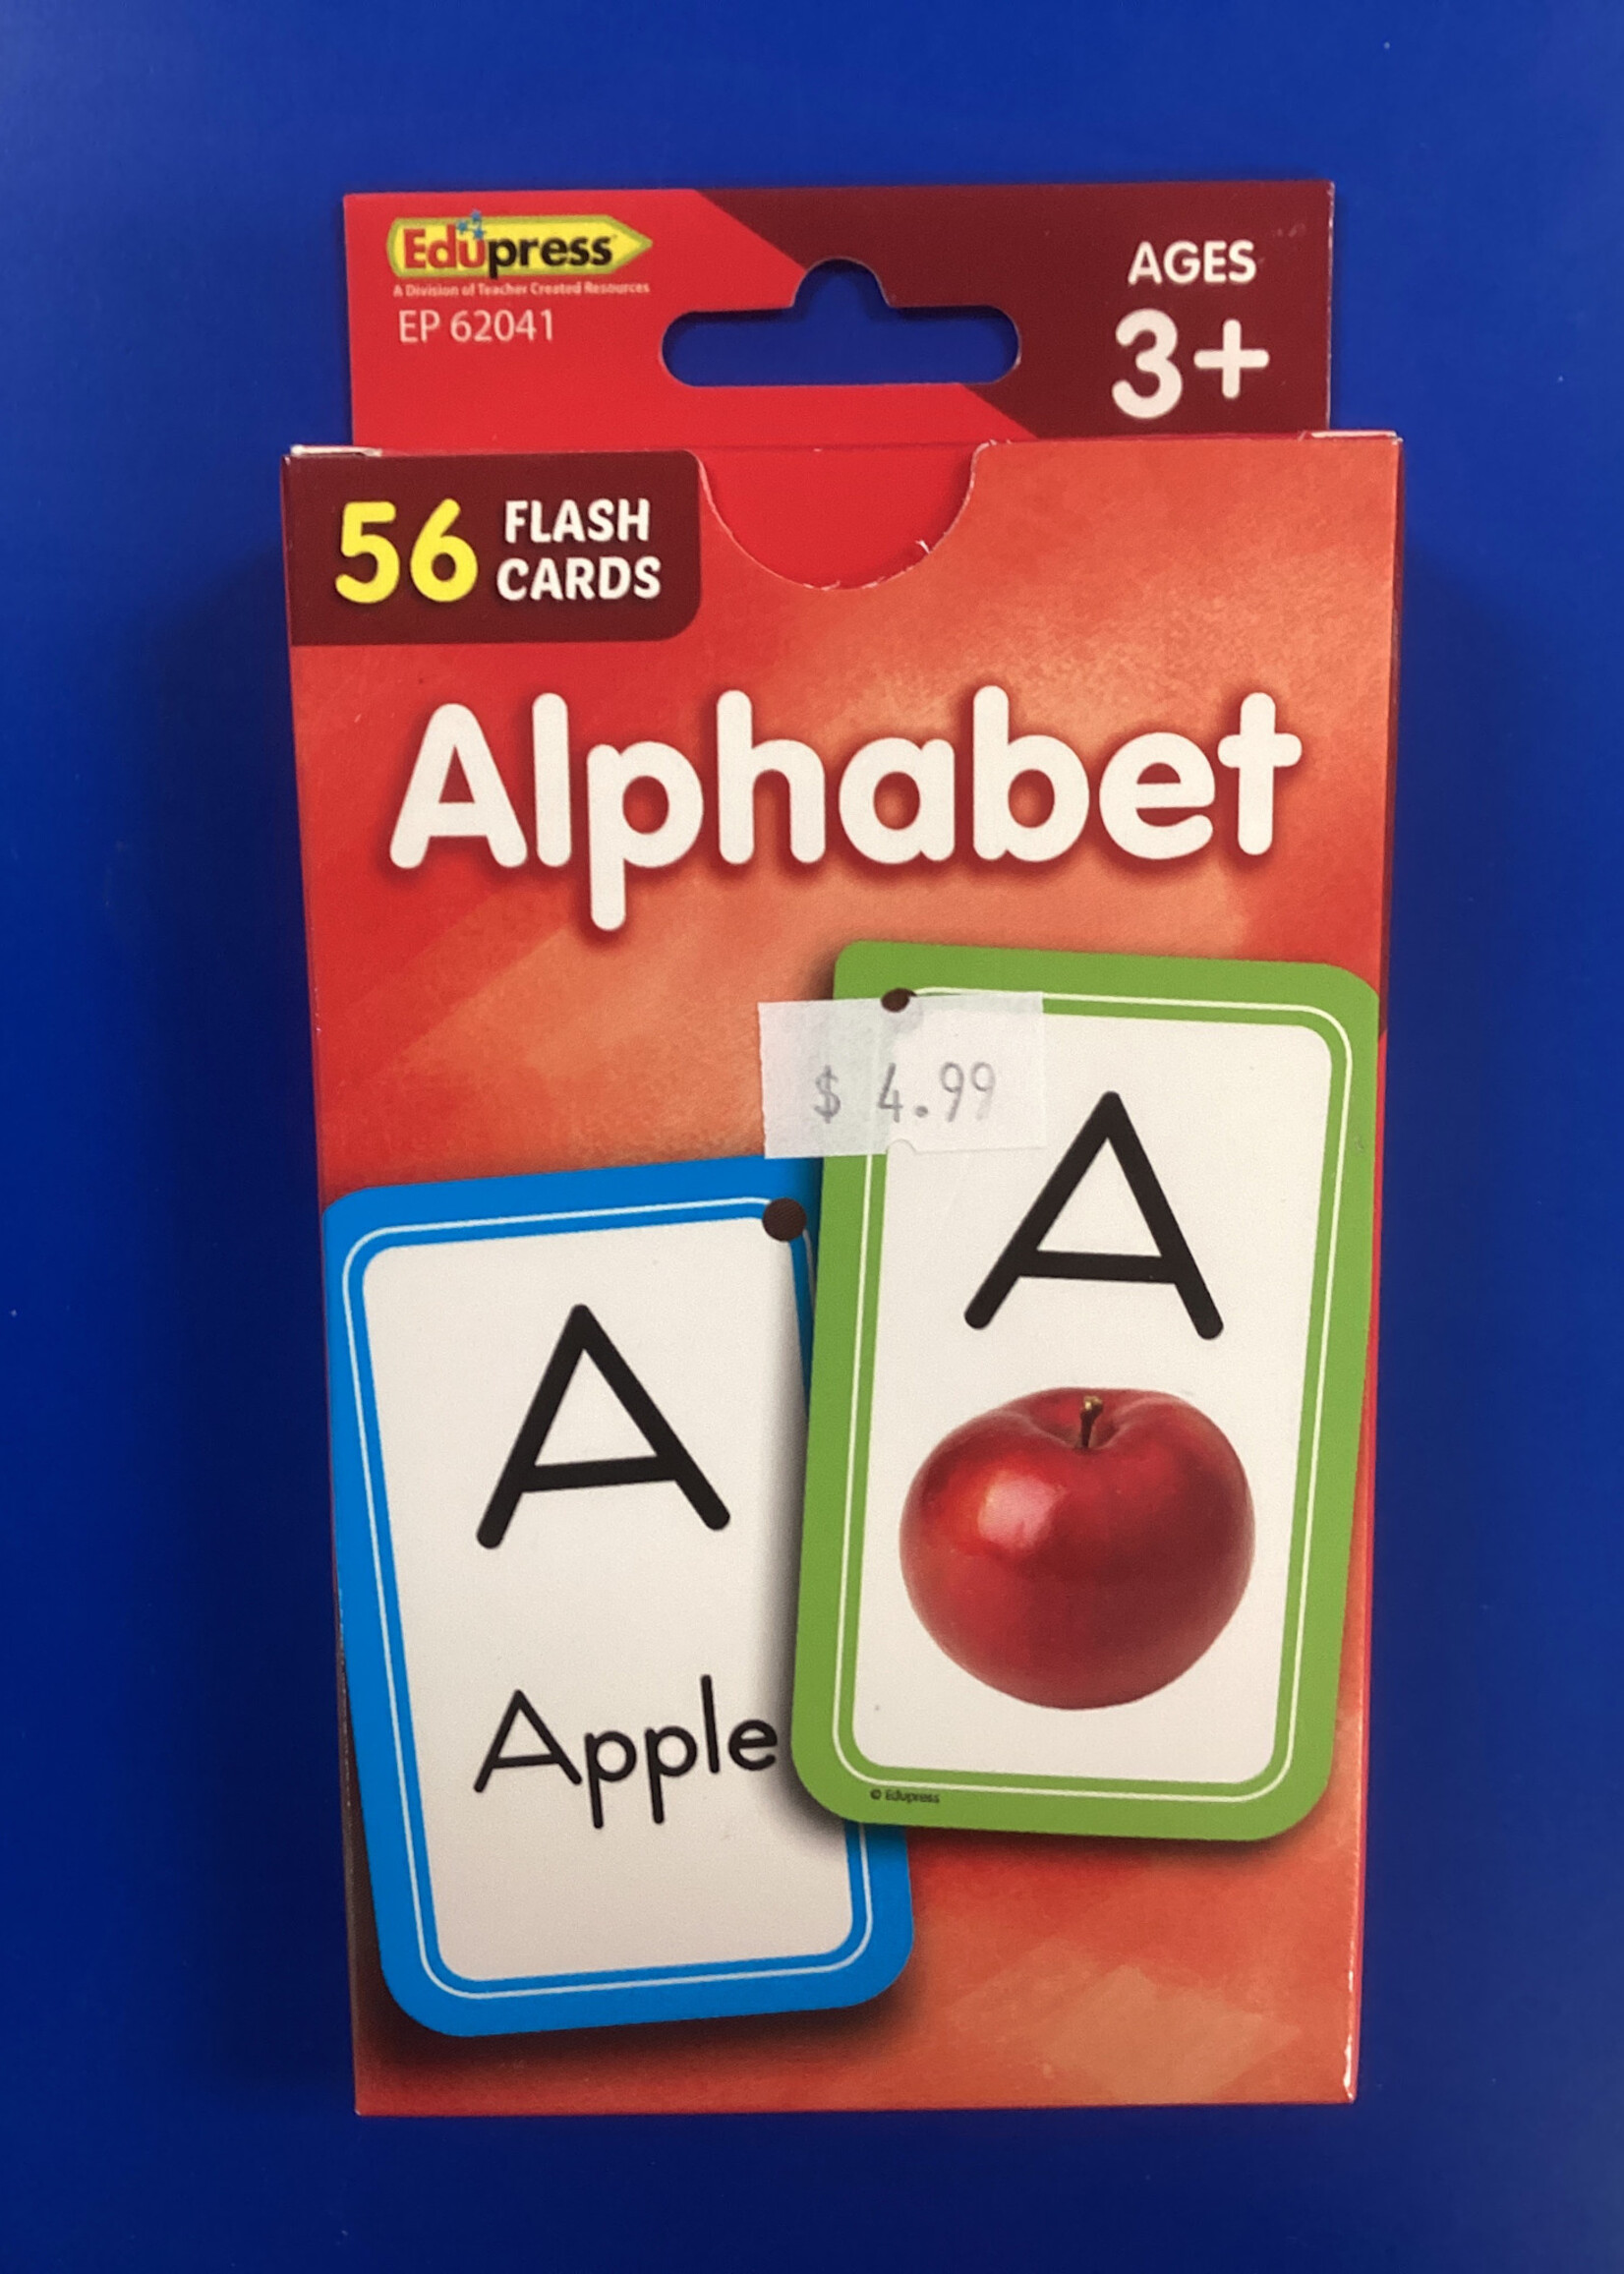 Edupress
A Division of Teacher Created Resources
EP 62041
AGES
3+
56 FLASH
CARDS
Alphabet
$ 4.99
A
A
Apple
© Edupress